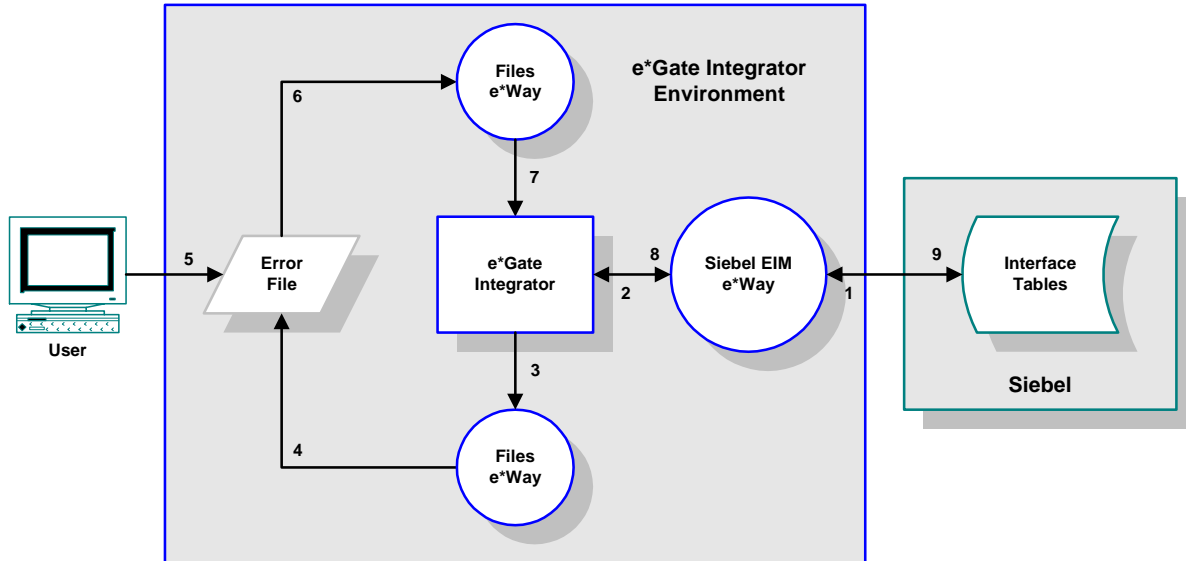 Files
e*Way
e*Gate Integrator
Environment
6
7
User
5
Error
File
e*Gate
Integrator
8
2
Siebel EIM
e*Way
1
9
Interface
Tables
Siebel
3
4
Files
e*Way